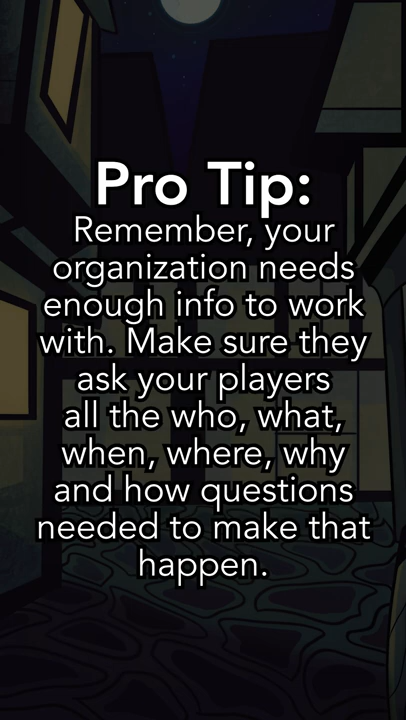 Pro Tip:
Remember, your
organization needs
enough info to work
with. Make sure they
ask your players
all the who, what,
when, where, why
and how questions
needed to make that
happen.